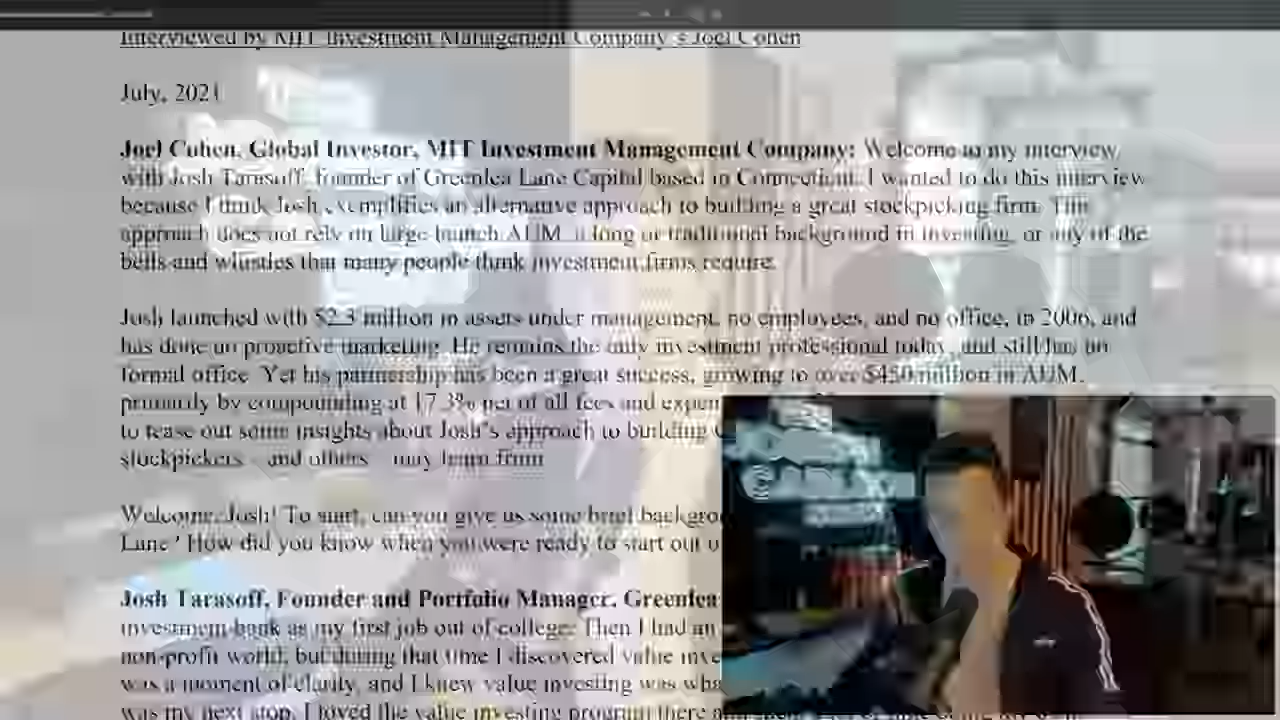 Interviewed by MIT Investment Management Company's Joel Cohen
July, 2021
Joel Cohen, Global Investor, MIT Investment Management Company: Welcome to my interview
with Josh Tarasoff, founder of Greenlea Lane Capital based in Connecticut. I wanted to do this interview
because I think Josh exemplifies an alternative approach to building a great stockpicking firm. This
approach does not rely on large launch AUM, a long or traditional background in investing, or any of the
bells and whistles that many people think investment firms require.
Josh launched with $2.3 million in assets under management, no employees, and no office, in 2006, and
has done no proactive marketing. He remains the only investment professional today, and still has no
formal office. Yet his partnership has been a great success, growing to over $450 million in AUM,
primarily by compounding at 17.3% net of all fees and expen
to tease out some insights about Josh's approach to building
stockpickers – and others – may learn from.
Welcome, Josh! To start, can you give us some brief backgro
Lane? How did you know when you were ready to start out o
Josh Tarasoff, Founder and Portfolio Manager, Greenlea
investment bank as my first job out of college. Then I had an
non-profit world, but during that time I discovered value inve
was a moment of clarity, and I knew value investing was wha
was my next stop. I loved the value investing program there